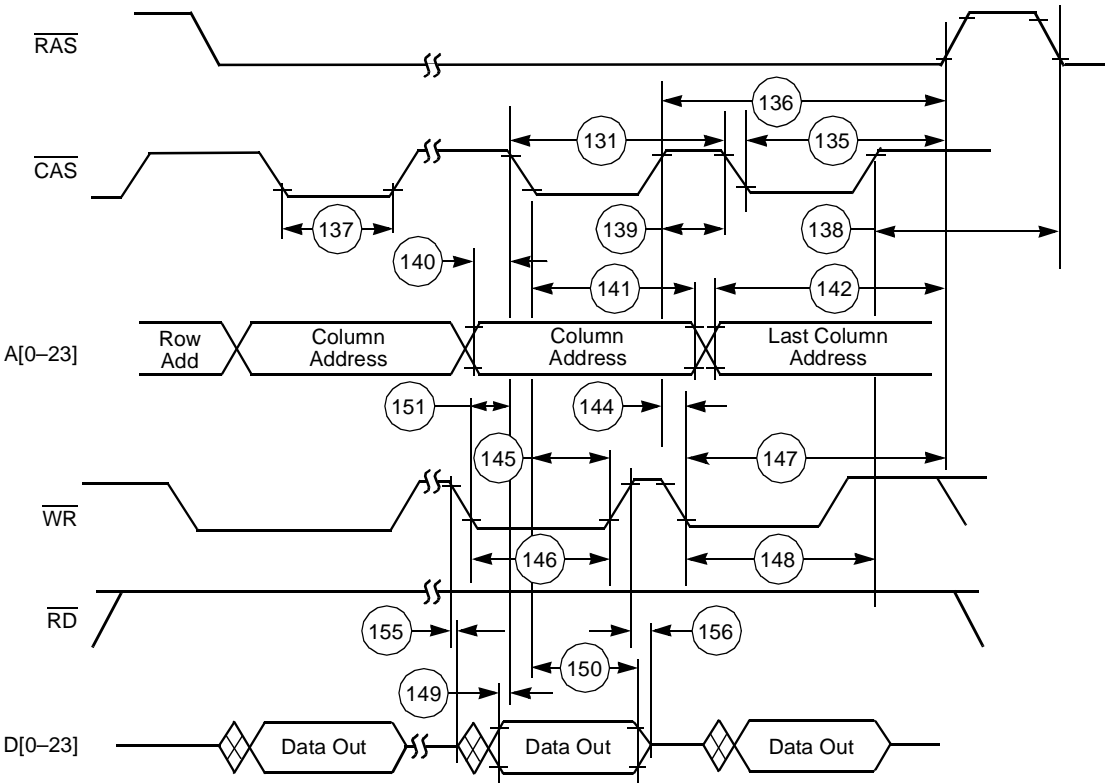 RAS
136
131
135
CAS
137
139
138
140
141
142
A[0–23]
Row
Add
Column
Address
Column
Address
Last Column
Address
151
144
145
147
WR
146
148
RD
155
156
150
149
D[0–23]
Data Out
Data Out
Data Out